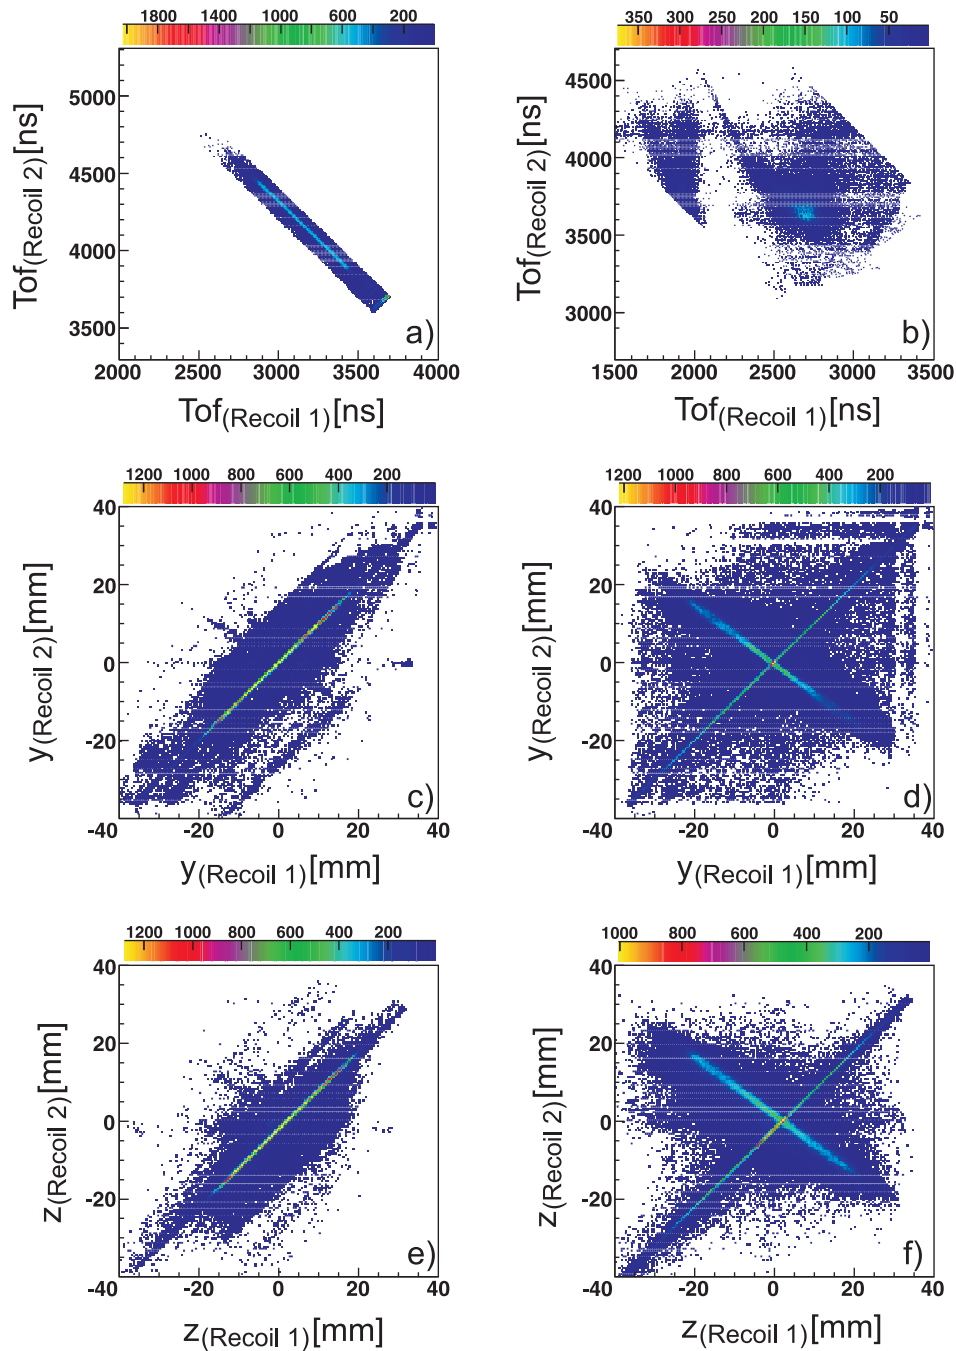 1800 1400 1000 600 200
5000
4500
4000
3500
Tof(Recoil 2)[ns]
a)
2000 2500 3000 3500 4000
Tof(Recoil 1)[ns]
350 300 250 200 150 100 50
4500
4000
3500
3000
Tof(Recoil 2)[ns]
b)
1500 2000 2500 3000 3500
Tof(Recoil 1)[ns]
1200 1000 800 600 400 200
40
20
0
-20
-40
y(Recoil 2)[mm]
c)
-20 0 20 40
y(Recoil 1)[mm]
1200 1000 800 600 400 200
40
20
0
-20
-40
y(Recoil 2)[mm]
d)
-20 0 20 40
y(Recoil 1)[mm]
1200 1000 800 600 400 200
40
20
0
-20
-40
z(Recoil 2)[mm]
e)
-20 0 20 40
z(Recoil 1)[mm]
1000 800 600 400 200
40
20
0
-20
-40
z(Recoil 2)[mm]
f)
-20 0 20 40
z(Recoil 1)[mm]